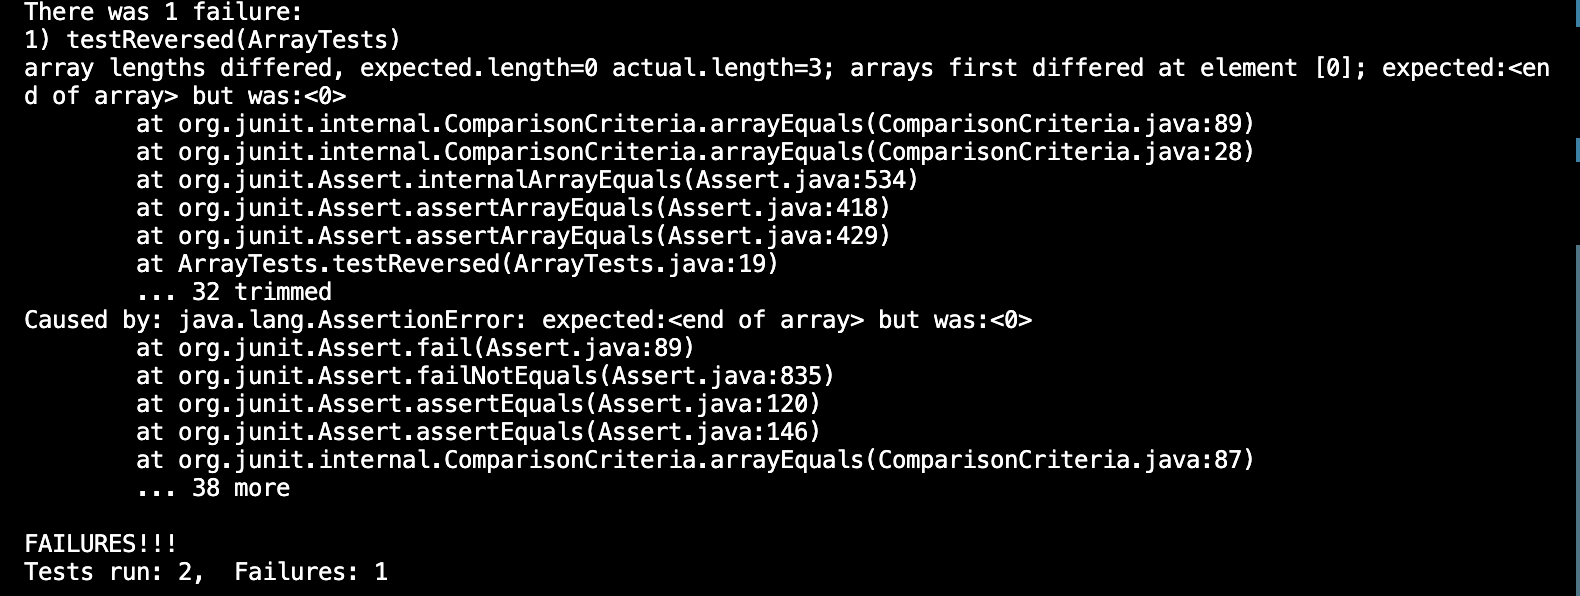 There was 1 failure:
1) testReversed(ArrayTests)
array lengths differed, expected.length=0 actual.length=3; arrays first differed at element [0]; expected:<en
d of array> but was:<0>
        at org.junit.internal.ComparisonCriteria.arrayEquals(ComparisonCriteria.java:89)
        at org.junit.internal.ComparisonCriteria.arrayEquals(ComparisonCriteria.java:28)
        at org.junit.Assert.internalArrayEquals(Assert.java:534)
        at org.junit.Assert.assertArrayEquals(Assert.java:418)
        at org.junit.Assert.assertArrayEquals(Assert.java:429)
        at ArrayTests.testReversed(ArrayTests.java:19)
        ... 32 trimmed
Caused by: java.lang.AssertionError: expected:<end of array> but was:<0>
        at org.junit.Assert.fail(Assert.java:89)
        at org.junit.Assert.failNotEquals(Assert.java:835)
        at org.junit.Assert.assertEquals(Assert.java:120)
        at org.junit.Assert.assertEquals(Assert.java:146)
        at org.junit.internal.ComparisonCriteria.arrayEquals(ComparisonCriteria.java:87)
        ... 38 more

FAILURES!!!
Tests run: 2,  Failures: 1